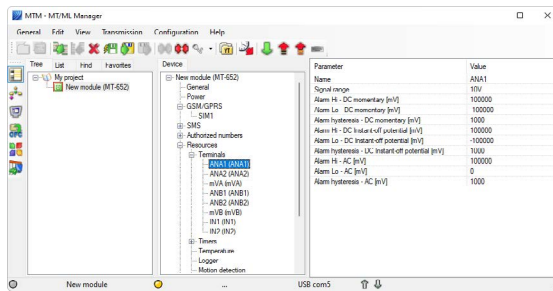 MTM - MT/ML Manager
General Edit View Transmission Configuration Help
Tree List Find Favorites
My project
New module (MT-652)
Device
New module (MT-652)
General
Power
GSM/GPRS
SIM1
SMS
Authorized numbers
Resources
Terminals
ANA1 (ANA1)
ANA2 (ANA2)
mVA (mVA)
ANB1 (ANB1)
ANB2 (ANB2)
mVB (mVB)
IN1 (IN1)
IN2 (IN2)
Timers
Temperature
Logger
Motion detection
Parameter Value
Name ANA1
Signal range 10V
Alarm Hi - DC momentary [mV] 100000
Alarm Lo - DC momentary [mV] -100000
Alarm hysteresis - DC momentary [mV] 1000
Alarm Hi - DC Instant-off potential [mV] 100000
Alarm Lo - DC Instant-off potential [mV] -100000
Alarm hysteresis - DC Instant-off potential [mV] 1000
Alarm Hi - AC [mV] 100000
Alarm Lo - AC [mV] 0
Alarm hysteresis - AC [mV] 1000
New module ... USB com5